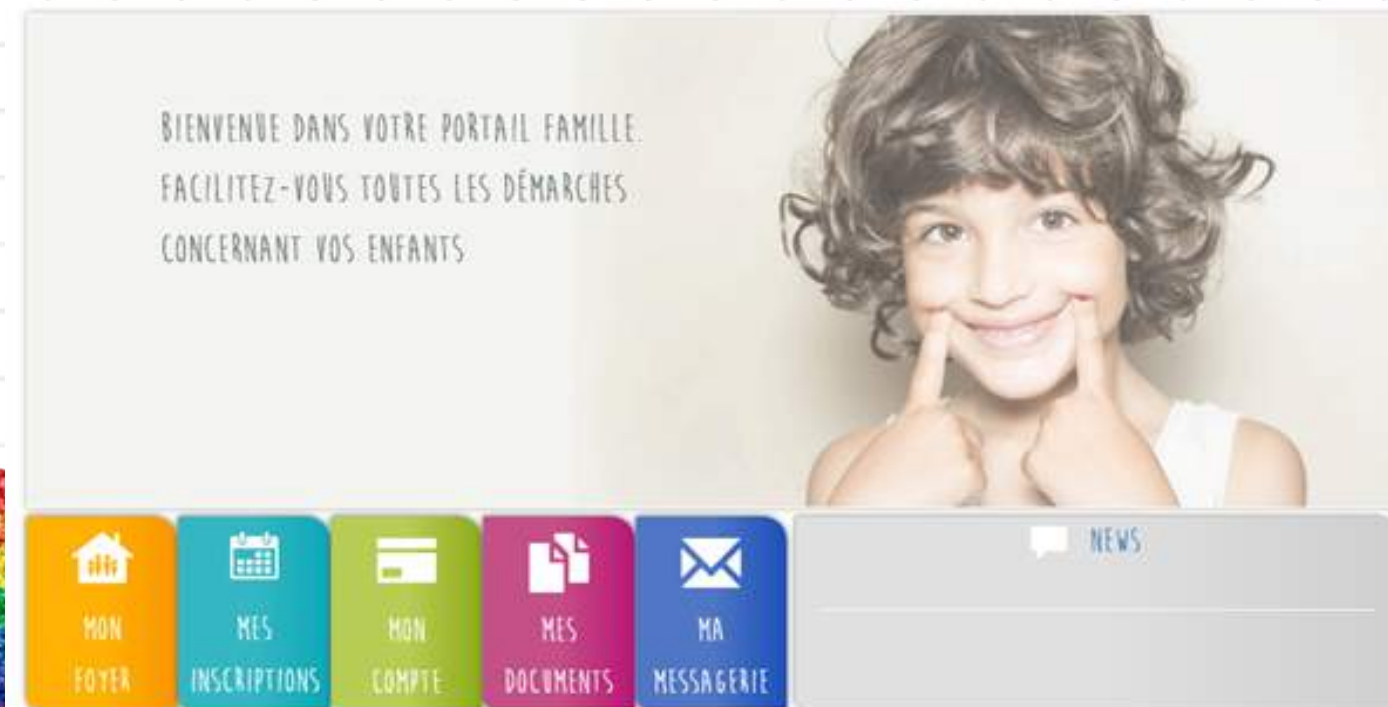 BIENVENUE DANS VOTRE PORTAIL FAMILLE.
FACILITEZ-VOUS TOUTES LES DÉMARCHES
CONCERNANT VOS ENFANTS
NEWS
MON
FOYER
MES
INSCRIPTIONS
MON
COMPTE
MES
DOCUMENTS
MA
MESSAGERIE